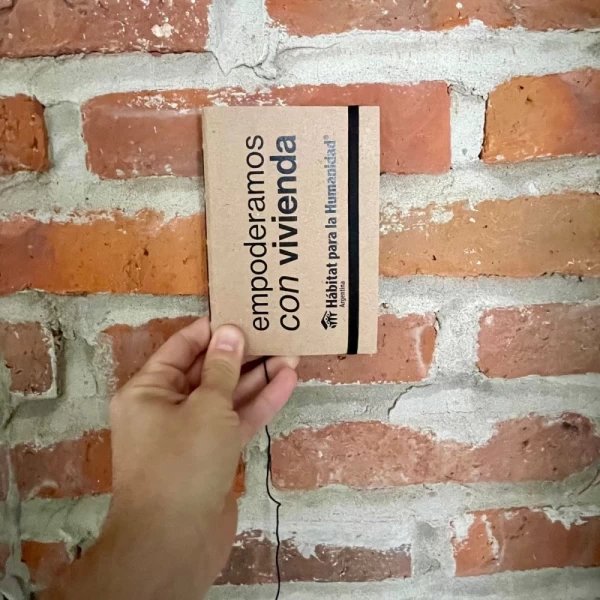 empoderamos
con vivienda
Hábitat para la Humanidad®
Argentina